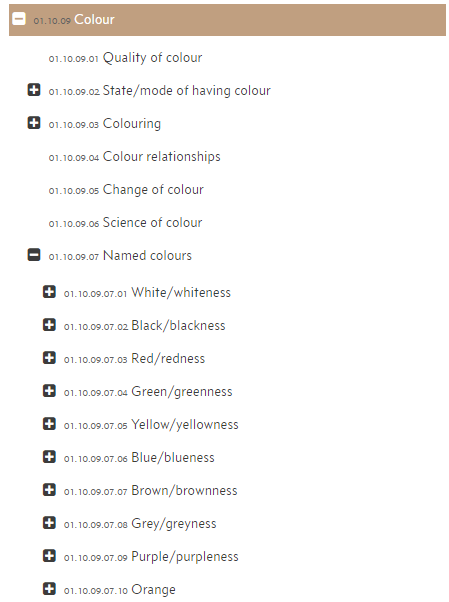 01.10.09 Colour
01.10.09.01 Quality of colour
01.10.09.02 State/mode of having colour
01.10.09.03 Colouring
01.10.09.04 Colour relationships
01.10.09.05 Change of colour
01.10.09.06 Science of colour
01.10.09.07 Named colours
01.10.09.07.01 White/whiteness
01.10.09.07.02 Black/blackness
01.10.09.07.03 Red/redness
01.10.09.07.04 Green/greenness
01.10.09.07.05 Yellow/yellowness
01.10.09.07.06 Blue/blueness
01.10.09.07.07 Brown/brownness
01.10.09.07.08 Grey/greyness
01.10.09.07.09 Purple/purpleness
01.10.09.07.10 Orange